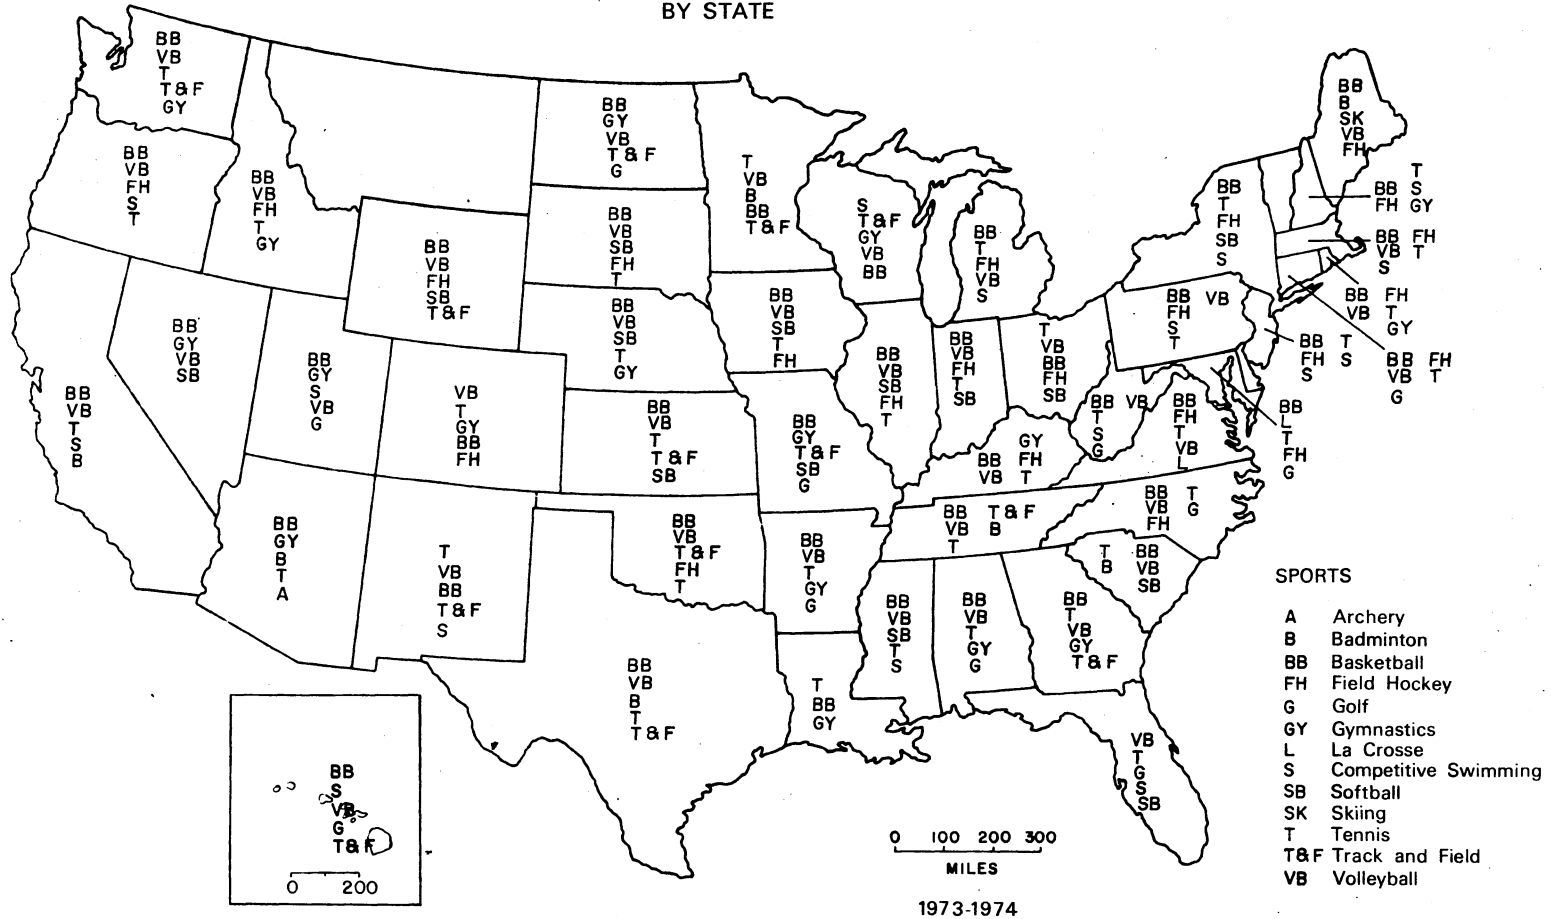 BY STATE
BB
VB
T
T&F
GY
BB
VB
FH
S
T
BB
VB
FH
T
GY
BB
GY
VB
T&F
G
BB
VB
SB
FH
T
BB
VB
FH
SB
T&F
T
VB
B
BB
T&F
S
T&F
GY
VB
BB
BB
T
FH
VB
S
BB
B
SK
VB
FH
BB
T
FH
SB
S
T
BB S
FH GY
BB FH
VB T
S
BB FH
VB T
GY
BB FH
VB T
G
BB T
FH S
S
BB
L
T
FH
G
BB VB
FH
S
T
BB
VB
T
S
B
BB
GY
VB
SB
BB
GY
S
VB
G
VB
T
GY
BB
FH
BB
VB
SB
T
GY
BB
VB
SB
T
FH
BB
VB
SB
FH
T
BB
VB
FH
T
SB
T
VB
BB
FH
SB
BB VB
T
S
G
BB
FH
T
VB
L
BB
VB
T
T&F
SB
BB
GY
T&F
SB
G
GY
BB FH
VB T
BB T&F
VB B
T
BB T
VB G
FH
T BB
B VB
SB
BB
GY
B
T
A
T
VB
BB
T&F
S
BB
VB
T&F
FH
T
BB
VB
T
GY
G
BB
VB
SB
T
S
BB
VB
T
GY
G
BB
T
VB
GY
T&F
BB
VB
B
T
T&F
T
BB
GY
VB
T
G
S
SB
BB
S
VB
G
T&F
0 200
0 100 200 300
MILES
1973-1974
SPORTS
A Archery
B Badminton
BB Basketball
FH Field Hockey
G Golf
GY Gymnastics
L La Crosse
S Competitive Swimming
SB Softball
SK Skiing
T Tennis
T&F Track and Field
VB Volleyball